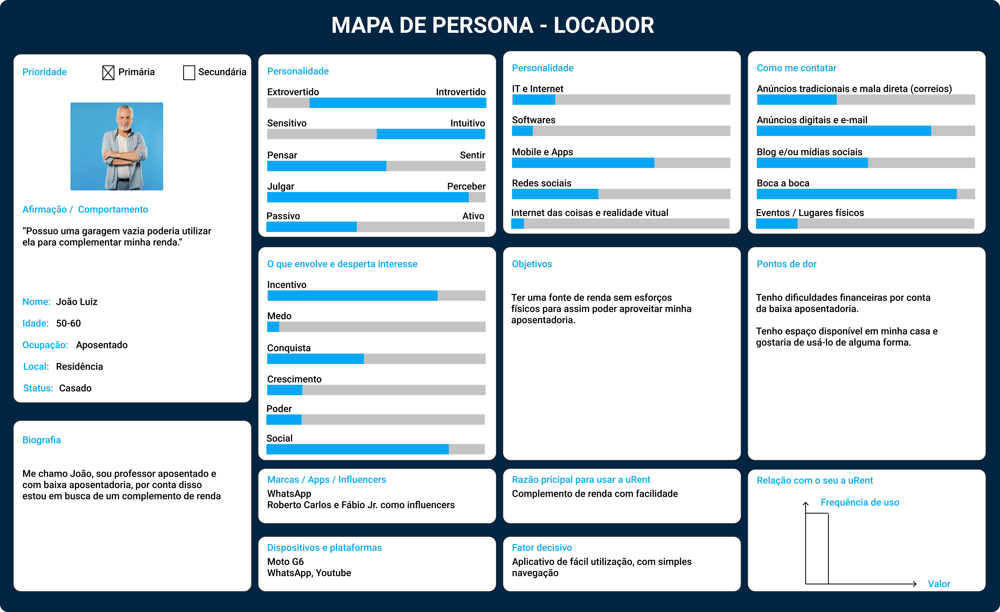 MAPA DE PERSONA - LOCADOR
Prioridade
Primária
Secundária
Afirmação / Comportamento
“Possuo uma garagem vazia poderia utilizar
ela para complementar minha renda.”
Nome: João Luiz
Idade: 50-60
Ocupação: Aposentado
Local: Residência
Status: Casado
Biografia
Me chamo João, sou professor aposentado e
com baixa aposentadoria, por conta disso
estou em busca de um complemento de renda
Personalidade
Extrovertido Introvertido
Sensitivo Intuitivo
Pensar Sentir
Julgar Perceber
Passivo Ativo
O que envolve e desperta interesse
Incentivo
Medo
Conquista
Crescimento
Poder
Social
Marcas / Apps / Influencers
WhatsApp
Roberto Carlos e Fábio Jr. como influencers
Dispositivos e plataformas
Moto G6
WhatsApp, Youtube
Personalidade
IT e Internet
Softwares
Mobile e Apps
Redes sociais
Internet das coisas e realidade vitual
Objetivos
Ter uma fonte de renda sem esforços
físicos para assim poder aproveitar minha
aposentadoria.
Razão pricipal para usar a uRent
Complemento de renda com facilidade
Fator decisivo
Aplicativo de fácil utilização, com simples
navegação
Como me contatar
Anúncios tradicionais e mala direta (correios)
Anúncios digitais e e-mail
Blog e/ou mídias sociais
Boca a boca
Eventos / Lugares físicos
Pontos de dor
Tenho dificuldades financeiras por conta
da baixa aposentadoria.
Tenho espaço disponível em minha casa e
gostaria de usá-lo de alguma forma.
Relação com o seu a uRent
Frequência de uso
Valor